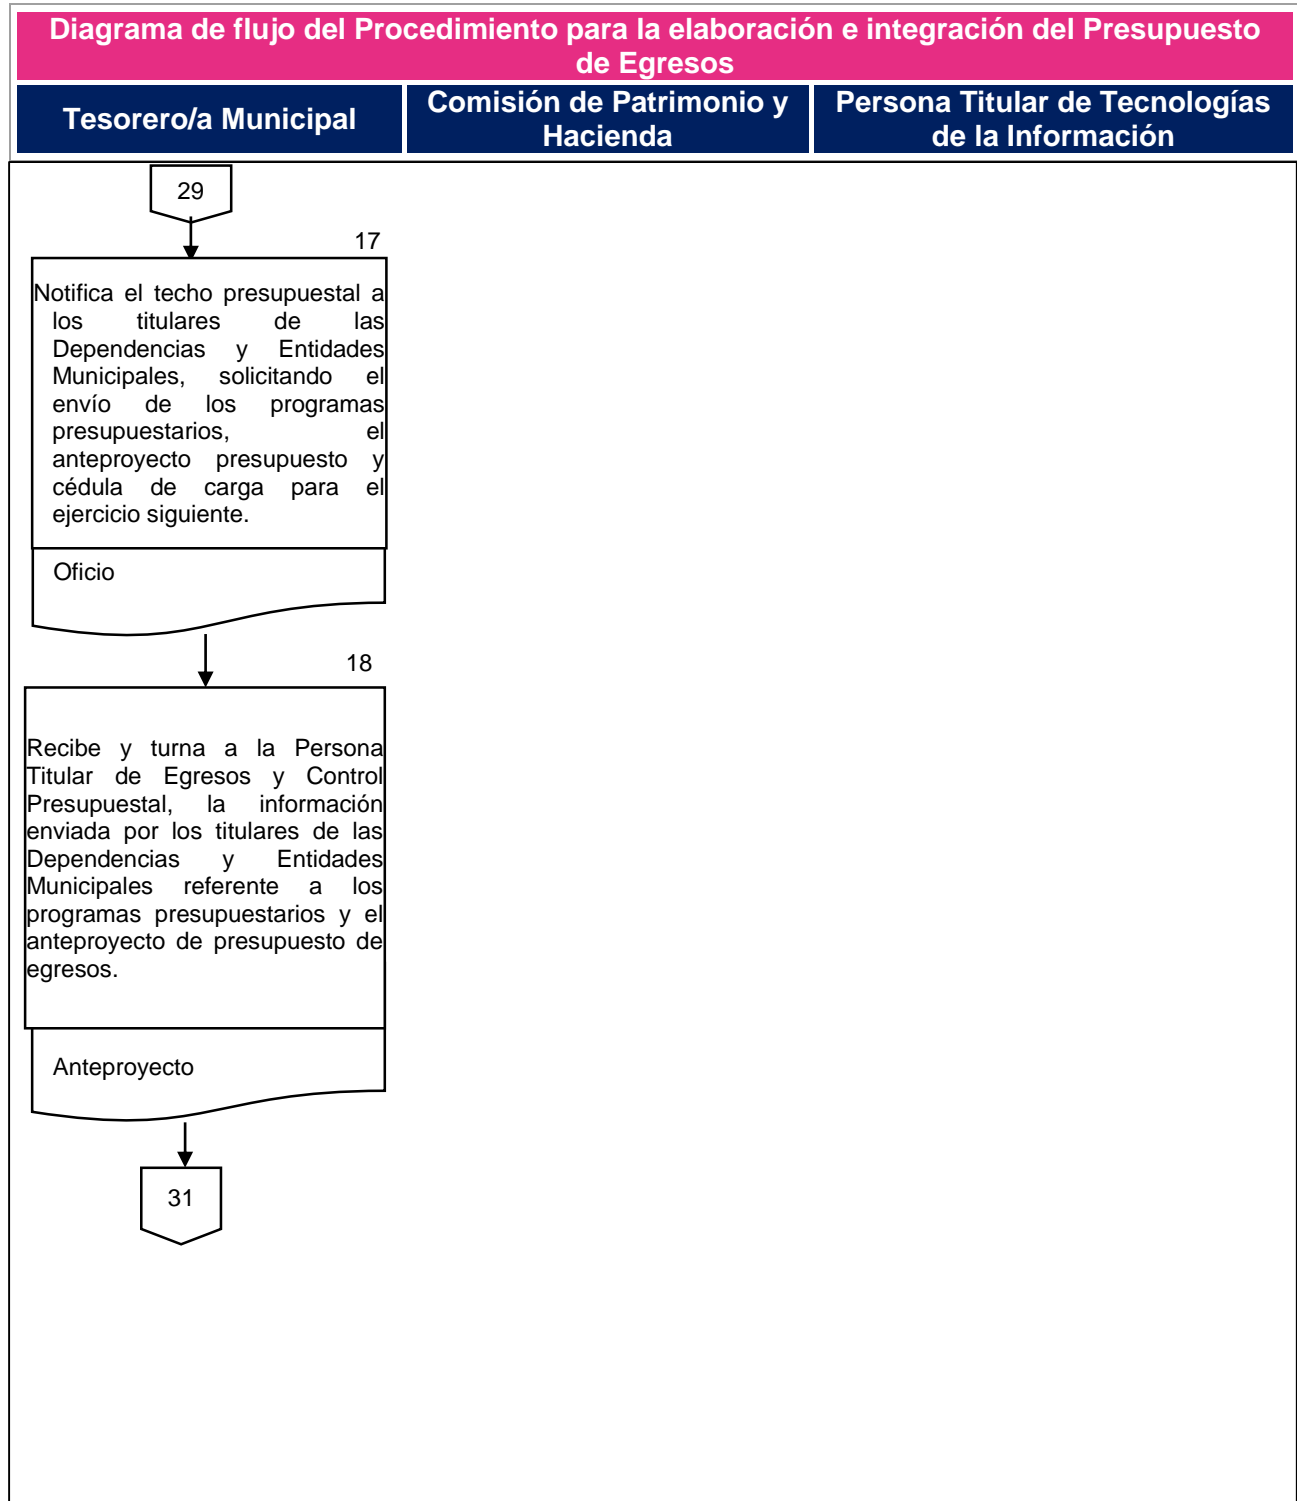 Diagrama de flujo del Procedimiento para la elaboración e integración del Presupuesto
de Egresos
Tesorero/a Municipal
Comisión de Patrimonio y
Hacienda
Persona Titular de Tecnologías
de la Información
29
17
Notifica el techo presupuestal a
los titulares de las
Dependencias y Entidades
Municipales, solicitando el
envío de los programas
presupuestarios, el
anteproyecto presupuesto y
cédula de carga para el
ejercicio siguiente.
Oficio
18
Recibe y turna a la Persona
Titular de Egresos y Control
Presupuestal, la información
enviada por los titulares de las
Dependencias y Entidades
Municipales referente a los
programas presupuestarios y el
anteproyecto de presupuesto de
egresos.
Anteproyecto
31